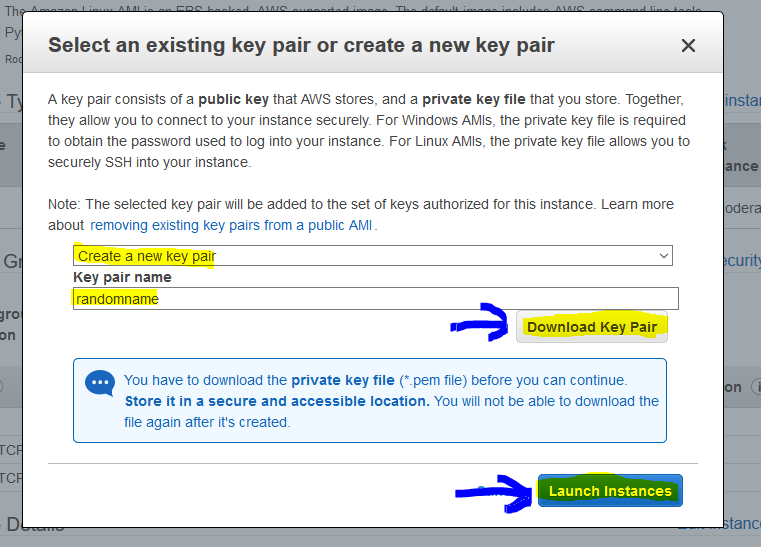 The Amazon Linux AMI is an EBS-backed, AWS-supported image. The default image includes AWS command line tools,
Select an existing key pair or create a new key pair
A key pair consists of a public key that AWS stores, and a private key file that you store. Together,
they allow you to connect to your instance securely. For Windows AMIs, the private key file is required
to obtain the password used to log into your instance. For Linux AMIs, the private key file allows you to
securely SSH into your instance.
Note: The selected key pair will be added to the set of keys authorized for this instance. Learn more
about removing existing key pairs from a public AMI.
Create a new key pair
Key pair name
randomname
Download Key Pair
You have to download the private key file (*.pem file) before you can continue.
Store it in a secure and accessible location. You will not be able to download the
file again after it's created.
Launch Instances